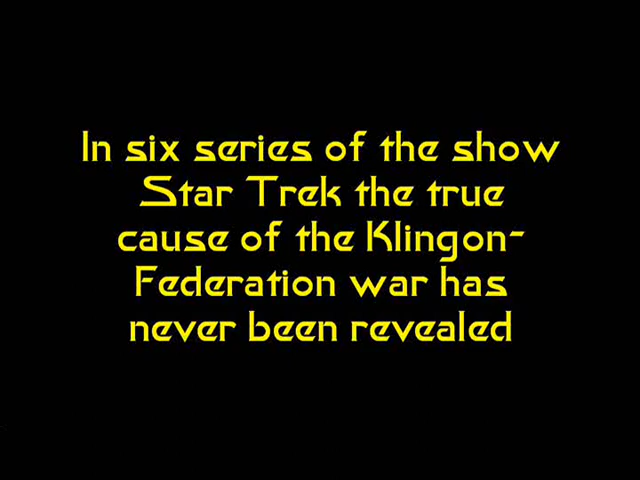 In six series of the show
Star Trek the true
cause of the Klingon-
Federation war has
never been revealed